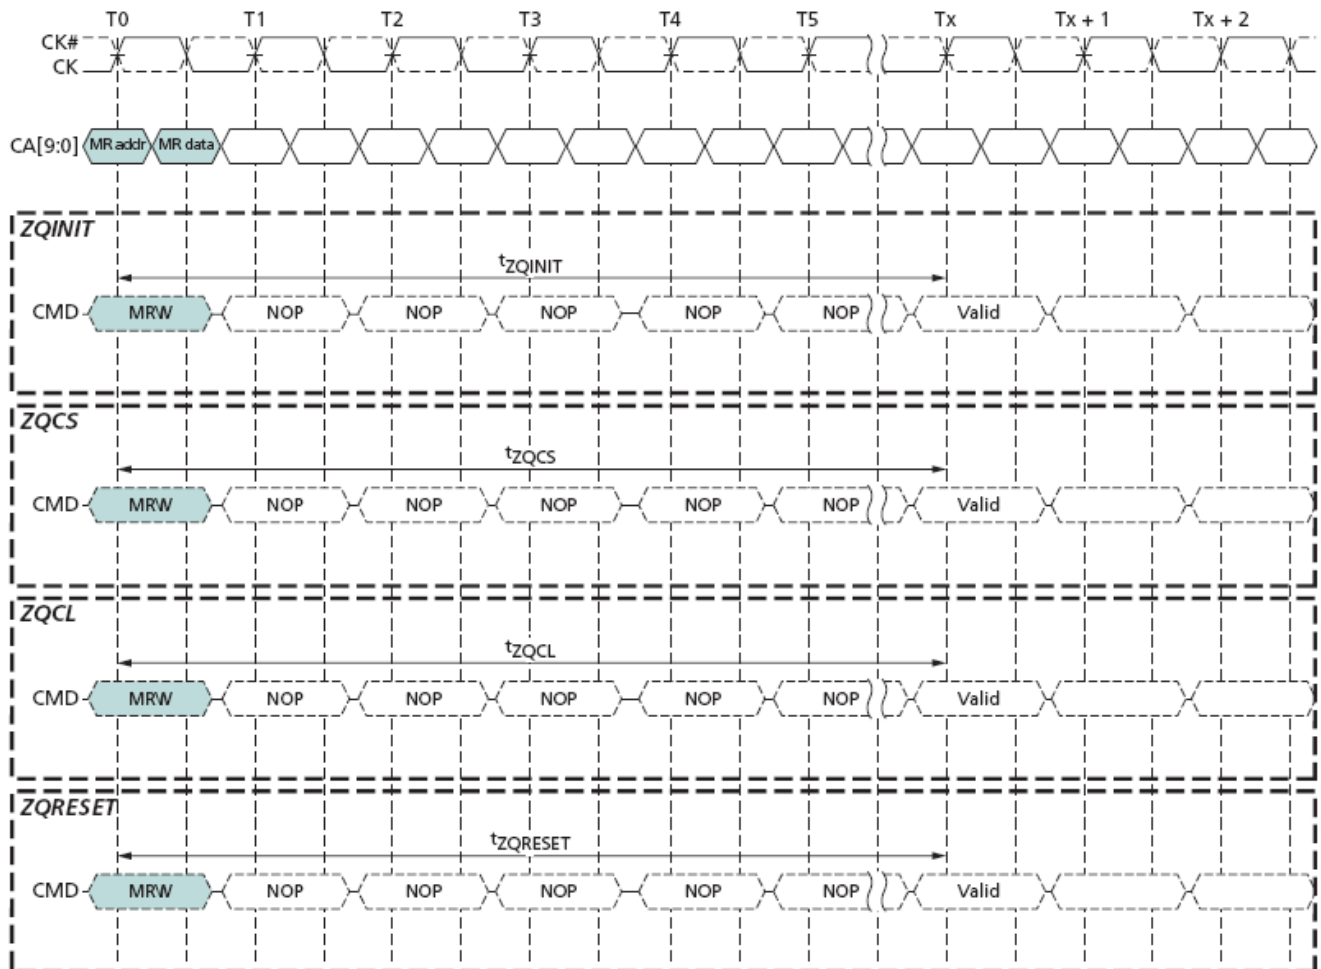 T0 T1 T2 T3 T4 T5 Tx Tx + 1 Tx + 2
CK#
CK
CA[9:0] MR addr MR data
ZQINIT
tZQINIT
CMD MRW NOP NOP NOP NOP NOP Valid
ZQCS
tZQCS
CMD MRW NOP NOP NOP NOP NOP Valid
ZQCL
tZQCL
CMD MRW NOP NOP NOP NOP NOP Valid
ZQRESET
tZQRESET
CMD MRW NOP NOP NOP NOP NOP Valid